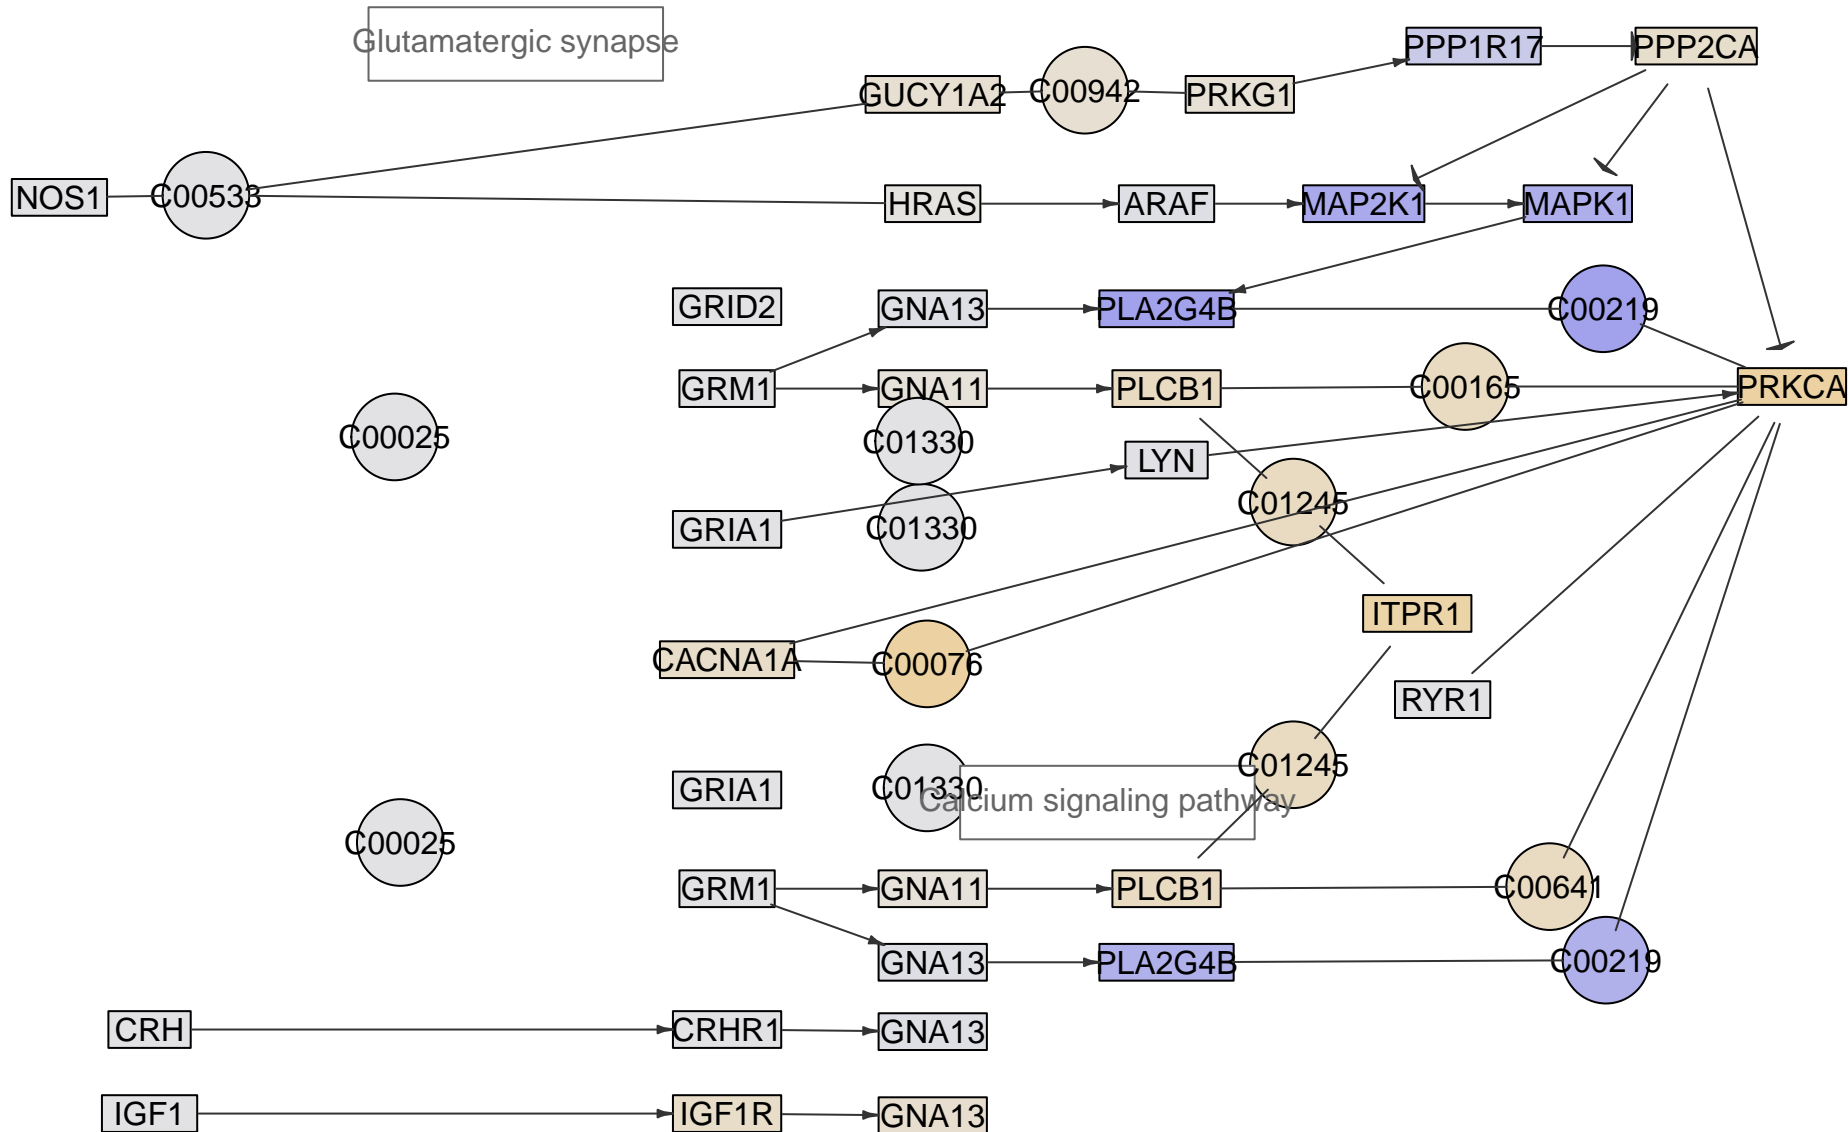 Glutamatergic synapse
PPP1R17
PPP2CA
GUCY1A2
C00942
PRKG1
NOS1
C00533
HRAS
ARAF
MAP2K1
MAPK1
GRID2
GNA13
PLA2G4B
C00219
GRM1
GNA11
PLCB1
C00165
PRKCA
C00025
C01330
LYN
GRIA1
C01330
C01245
ITPR1
CACNA1A
C00076
RYR1
GRIA1
C01330
C01245
Calcium signaling pathway
C00025
GRM1
GNA11
PLCB1
C00641
GNA13
PLA2G4B
C00219
CRH
CRHR1
GNA13
IGF1
IGF1R
GNA13